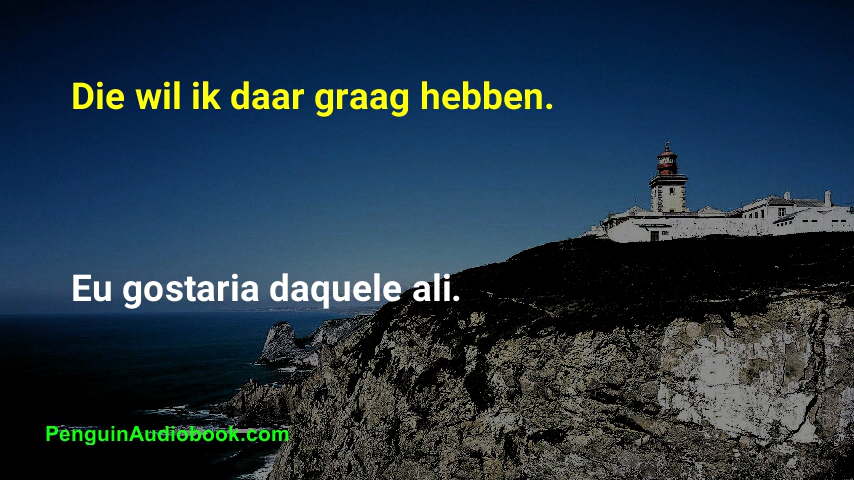 Die wil ik daar graag hebben.
Eu gostaria daquele ali.
PenguinAudiobook.com